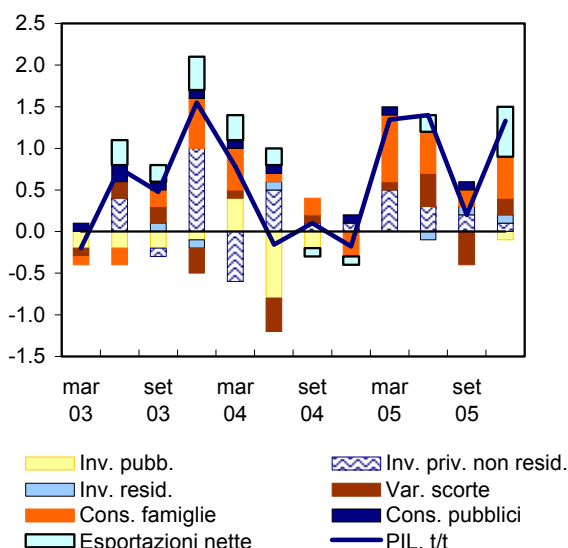 2.5
2.0
1.5
1.0
0.5
0.0
-0.5
-1.0
-1.5
mar set mar set mar set
03 03 04 04 05 05
Inv. pubb. Inv. priv. non resid.
Inv. resid. Var. scorte
Cons. famiglie Cons. pubblici
Esportazioni nette PIL. t/t